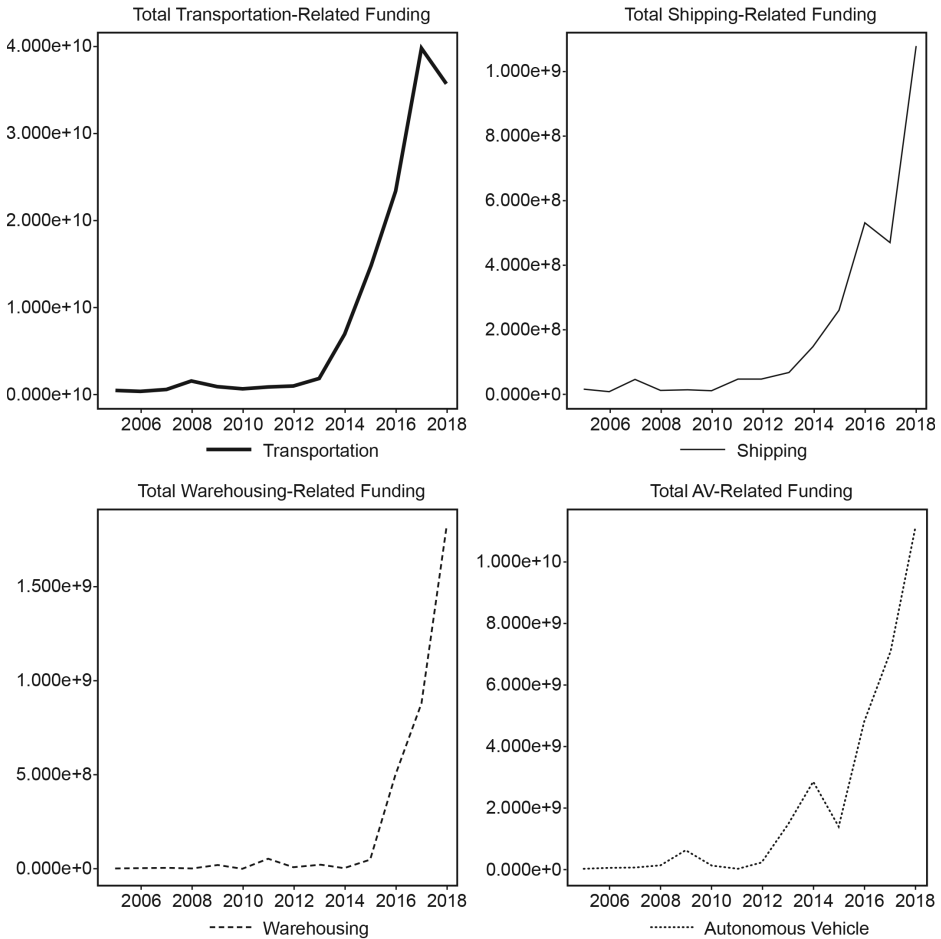 Total Transportation-Related Funding
4.000e+10
3.000e+10
2.000e+10
1.000e+10
0.000e+10
2006 2008 2010 2012 2014 2016 2018
Transportation
Total Shipping-Related Funding
1.000e+9
8.000e+8
6.000e+8
4.000e+8
2.000e+8
0.000e+0
2006 2008 2010 2012 2014 2016 2018
Shipping
Total Warehousing-Related Funding
1.500e+9
1.000e+9
5.000e+8
0.000e+0
2006 2008 2010 2012 2014 2016 2018
Warehousing
Total AV-Related Funding
1.000e+10
8.000e+9
6.000e+9
4.000e+9
2.000e+9
0.000e+0
2006 2008 2010 2012 2014 2016 2018
Autonomous Vehicle